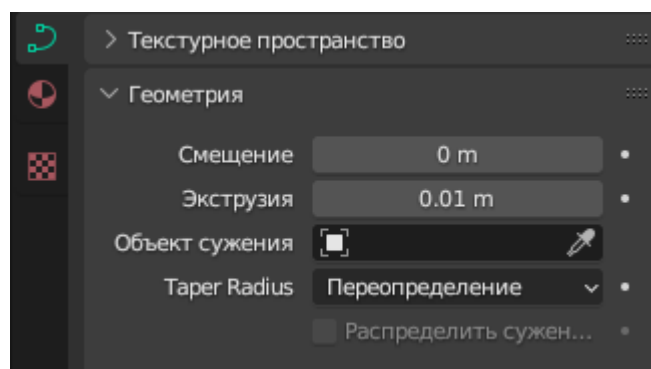 Текстурное пространство
Геометрия
Смещение 0 m
Экструзия 0.01 m
Объект сужения
Taper Radius Переопределение
Распределить сужен...